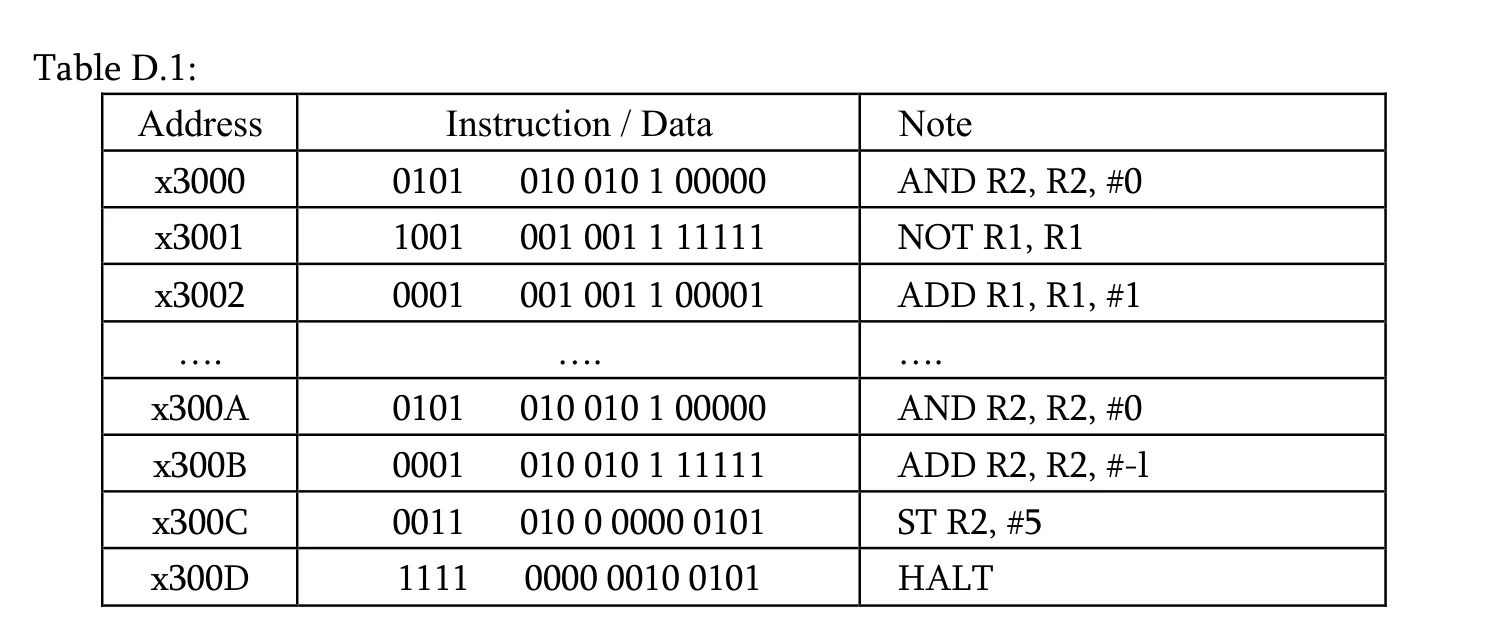 Table D.1:
Address Instruction / Data Note
x3000 0101 010 010 1 00000 AND R2, R2, #0
x3001 1001 001 001 1 11111 NOT R1, R1
x3002 0001 001 001 1 00001 ADD R1, R1, #1
.... .... ....
x300A 0101 010 010 1 00000 AND R2, R2, #0
x300B 0001 010 010 1 11111 ADD R2, R2, #-l
x300C 0011 010 0 0000 0101 ST R2, #5
x300D 1111 0000 0010 0101 HALT